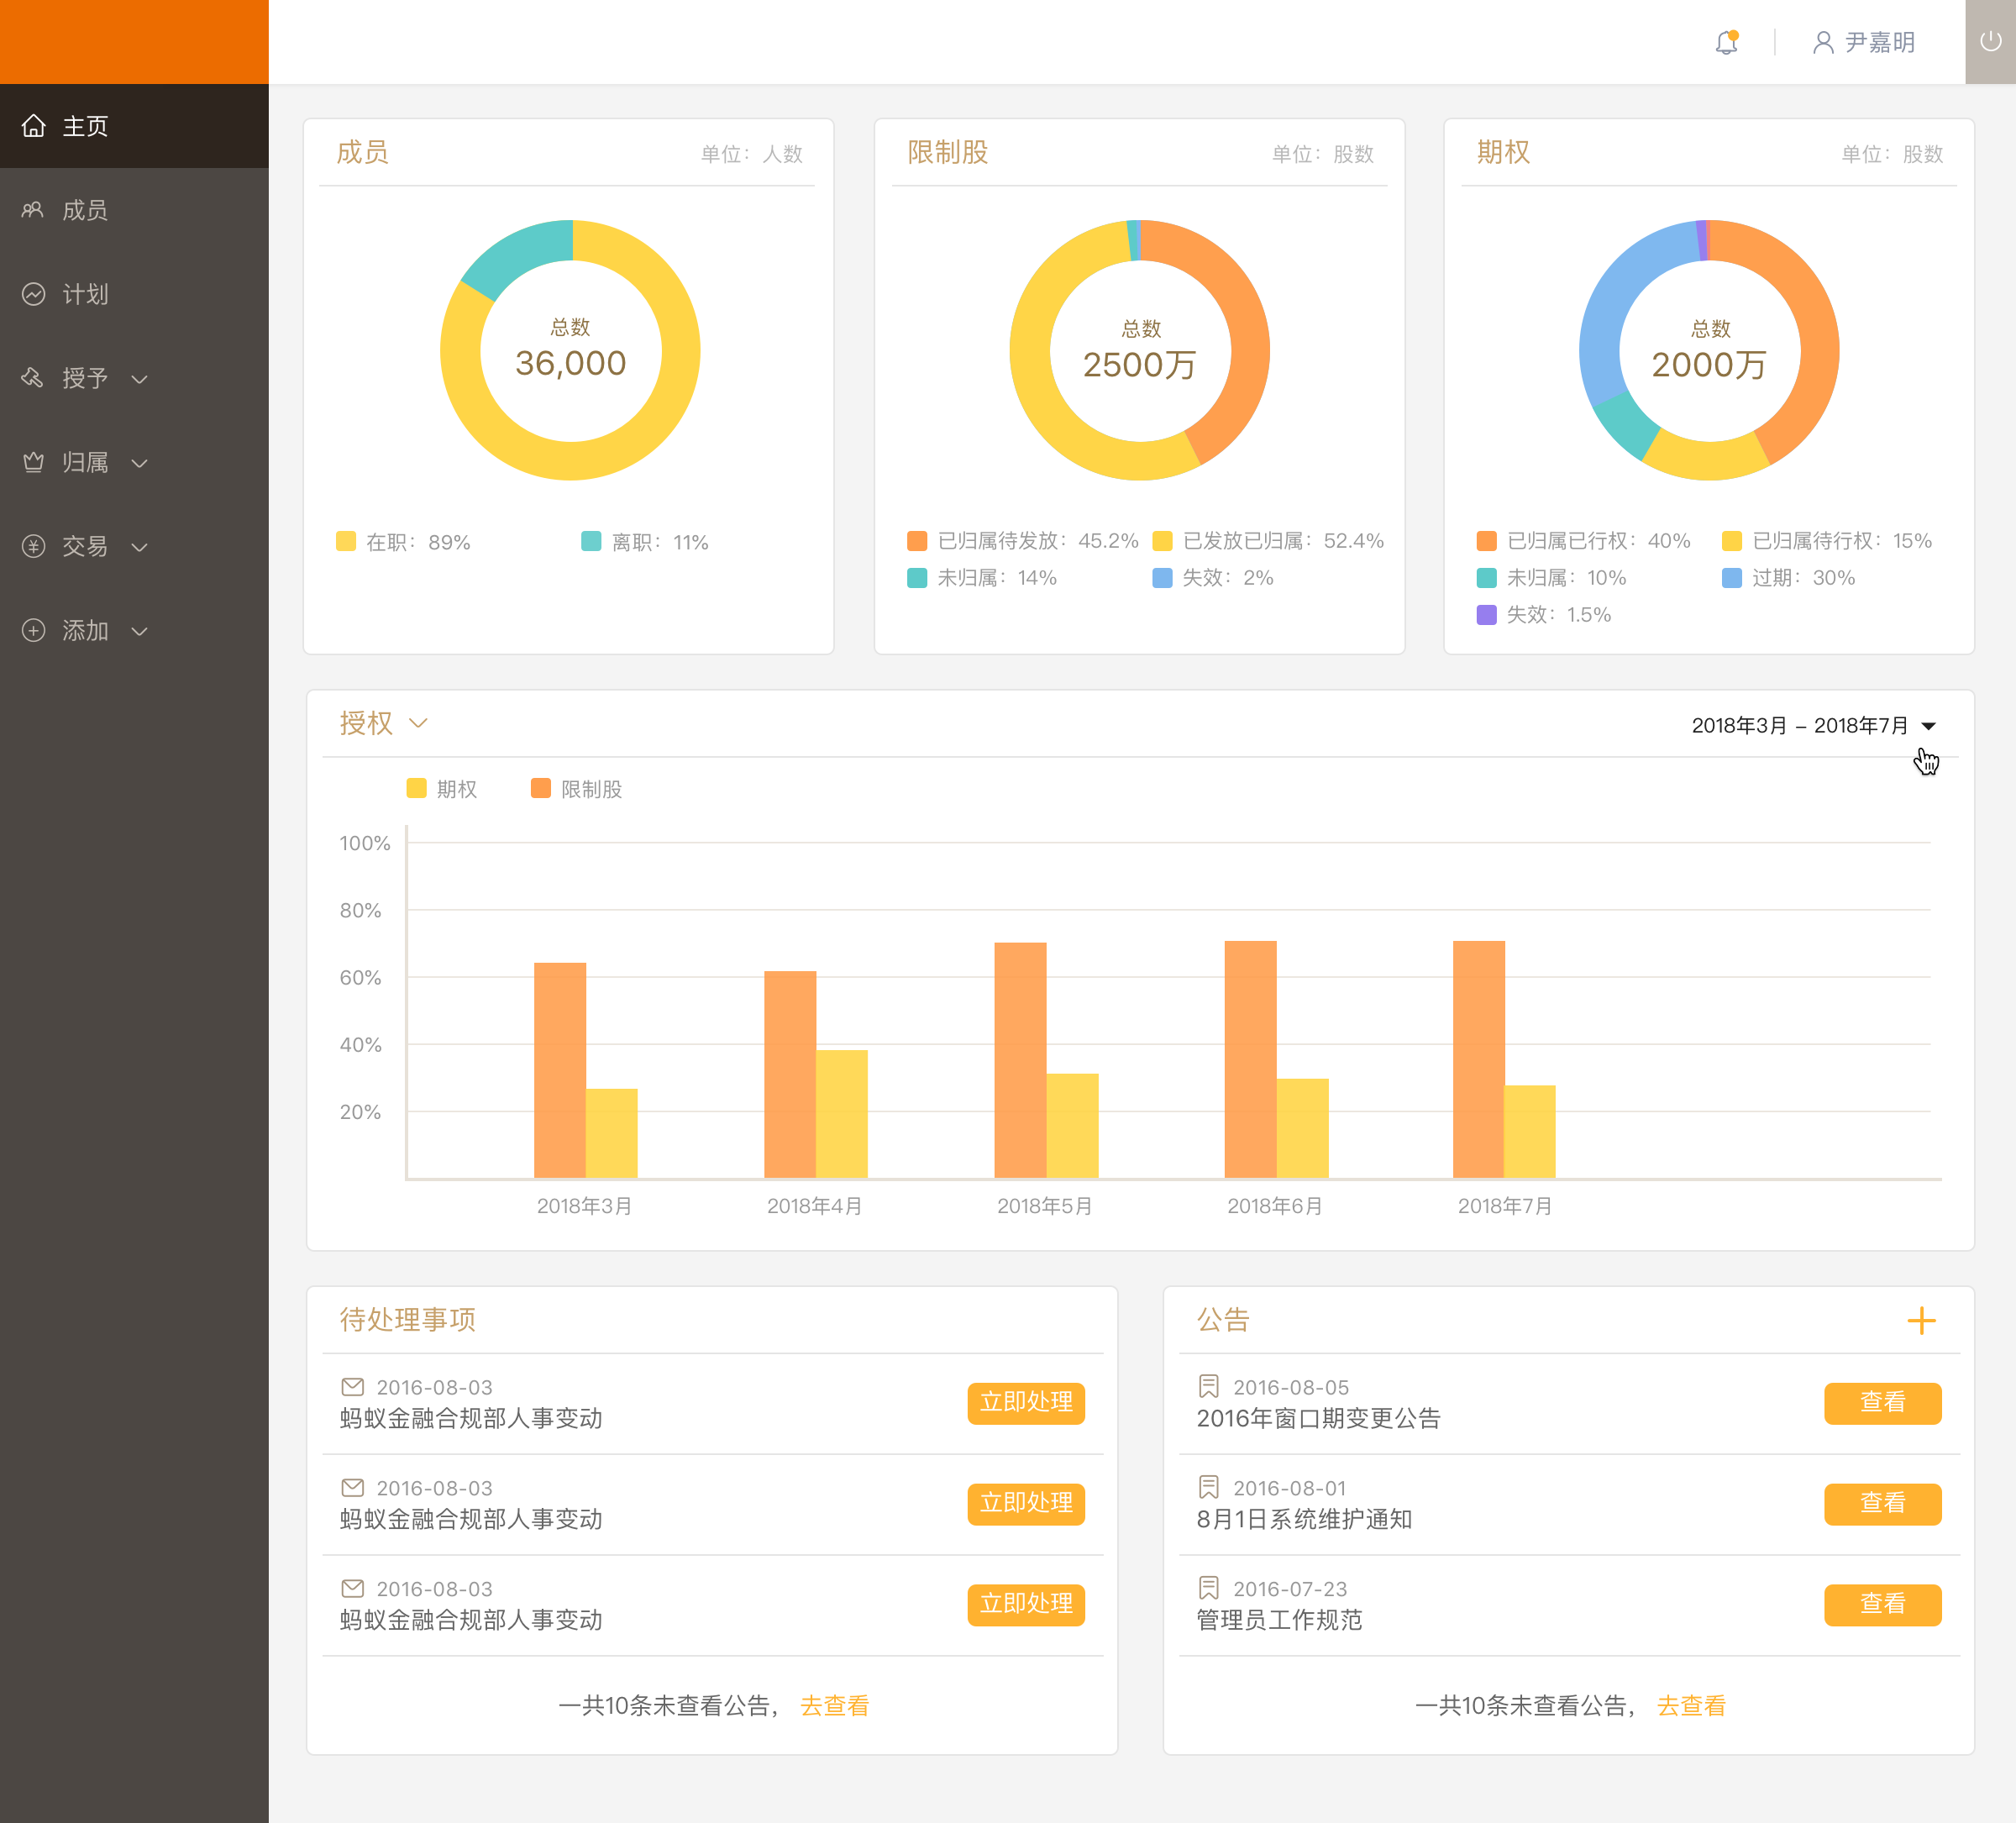 尹嘉明
主页
成员
计划
授予
归属
交易
添加
成员
单位：人数
总数
36,000
在职：89%
离职：11%
限制股
单位：股数
总数
2500万
已归属待发放：45.2%
已发放已归属：52.4%
未归属：14%
失效：2%
期权
单位：股数
总数
2000万
已归属已行权：40%
已归属待行权：15%
未归属：10%
过期：30%
失效：1.5%
授权
2018年3月 – 2018年7月
期权
限制股
100%
80%
60%
40%
20%
2018年3月
2018年4月
2018年5月
2018年6月
2018年7月
待处理事项
2016-08-03
蚂蚁金融合规部人事变动
立即处理
2016-08-03
蚂蚁金融合规部人事变动
立即处理
2016-08-03
蚂蚁金融合规部人事变动
立即处理
一共10条未查看公告， 去查看
公告
2016-08-05
2016年窗口期变更公告
查看
2016-08-01
8月1日系统维护通知
查看
2016-07-23
管理员工作规范
查看
一共10条未查看公告， 去查看